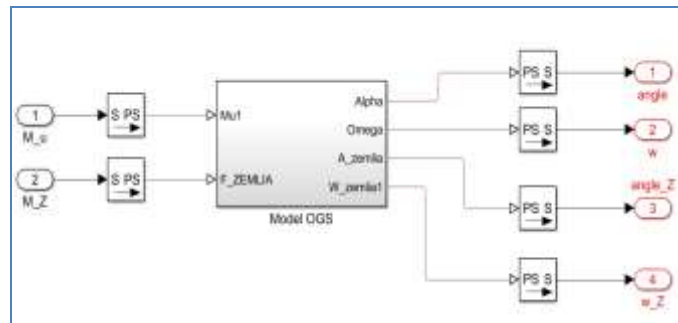 1
M_u
S PS
2
M_Z
S PS
Mu1
F_ZEMLIA
Alpha
Omega
A_zemlia
W_zemlia1
Model OGS
PS S
1
angle
PS S
2
w
PS S
angle_Z
3
PS S
4
w_Z